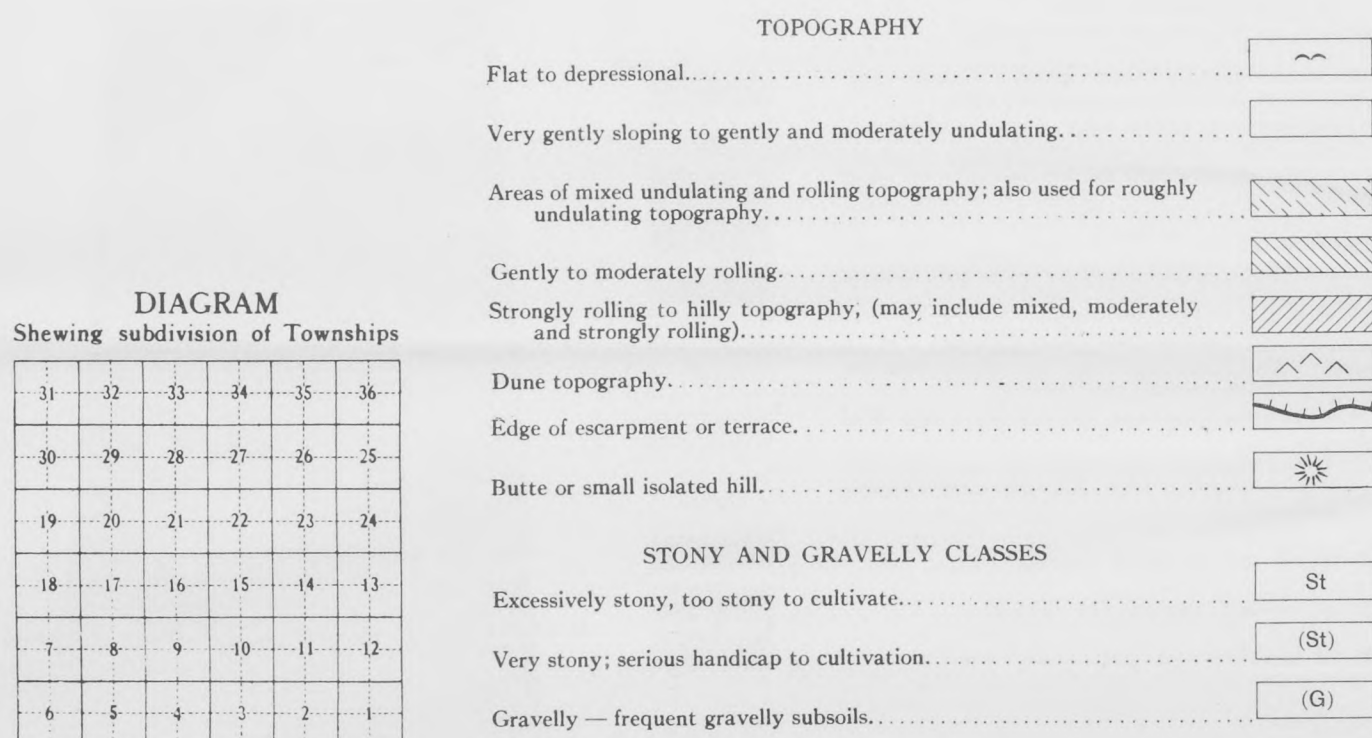 TOPOGRAPHY
Flat to depressional
Very gently sloping to gently and moderately undulating
Areas of mixed undulating and rolling topography; also used for roughly
undulating topography
Gently to moderately rolling
Strongly rolling to hilly topography, (may include mixed, moderately
and strongly rolling)
Dune topography
Edge of escarpment or terrace
Butte or small isolated hill
STONY AND GRAVELLY CLASSES
Excessively stony, too stony to cultivate
St
Very stony; serious handicap to cultivation
(St)
Gravelly — frequent gravelly subsoils
(G)
DIAGRAM
Shewing subdivision of Townships
31 32 33 34 35 36
30 29 28 27 26 25
19 20 21 22 23 24
18 17 16 15 14 13
7 8 9 10 11 12
6 5 4 3 2 1